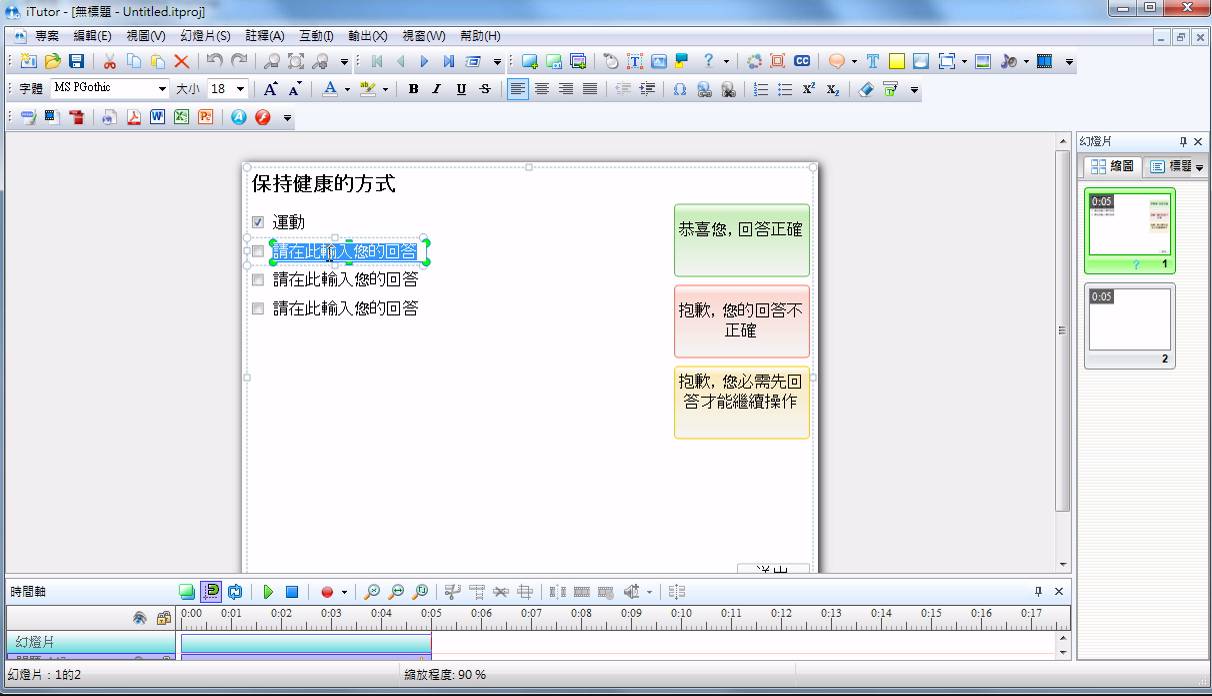 iTutor - [無標題 - Untitled.itproj]
專案 編輯(E) 視圖(V) 幻燈片(S) 註釋(A) 互動(I) 輸出(X) 視窗(W) 幫助(H)
字體 MS PGothic 大小 18
幻燈片
縮圖 標題
保持健康的方式
運動
請在此輸入您的回答
請在此輸入您的回答
請在此輸入您的回答
恭喜您, 回答正確
抱歉, 您的回答不
正確
抱歉, 您必需先回
答才能繼續操作
送出
0:05
1
0:05
2
時間軸
0:00 0:01 0:02 0:03 0:04 0:05 0:06 0:07 0:08 0:09 0:10 0:11 0:12 0:13 0:14 0:15 0:16 0:17
幻燈片
幻燈片：1的2 縮放程度: 90 %